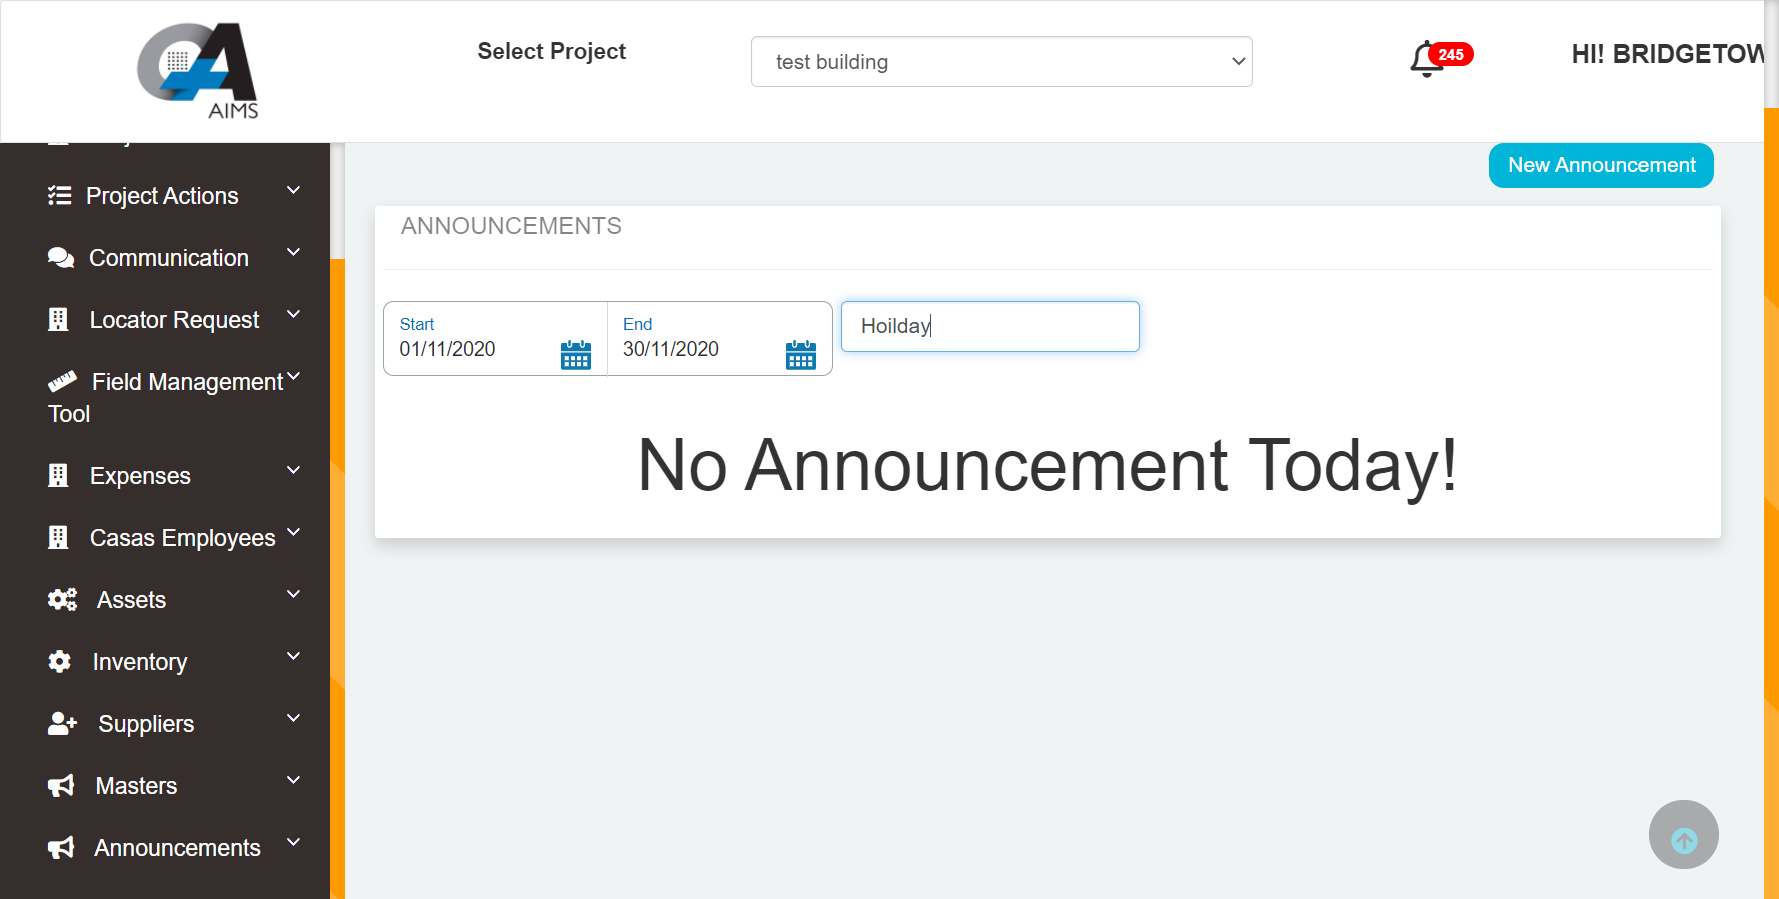 AIMS
Select Project
test building
245
HI! BRIDGETOW
New Announcement
Project Actions
Communication
Locator Request
Field Management
Tool
Expenses
Casas Employees
Assets
Inventory
Suppliers
Masters
Announcements
ANNOUNCEMENTS
Start
01/11/2020
End
30/11/2020
Hoilday
No Announcement Today!